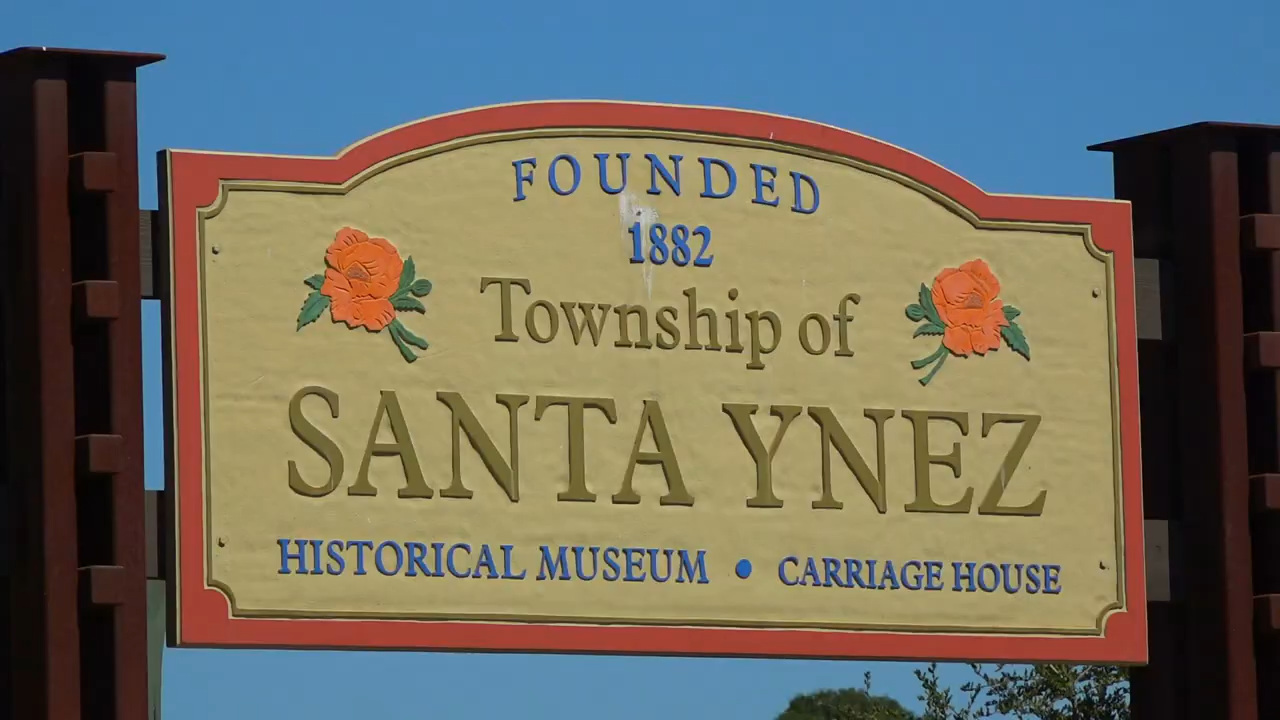 FOUNDED
1882
Township of
SANTA YNEZ
HISTORICAL MUSEUM • CARRIAGE HOUSE